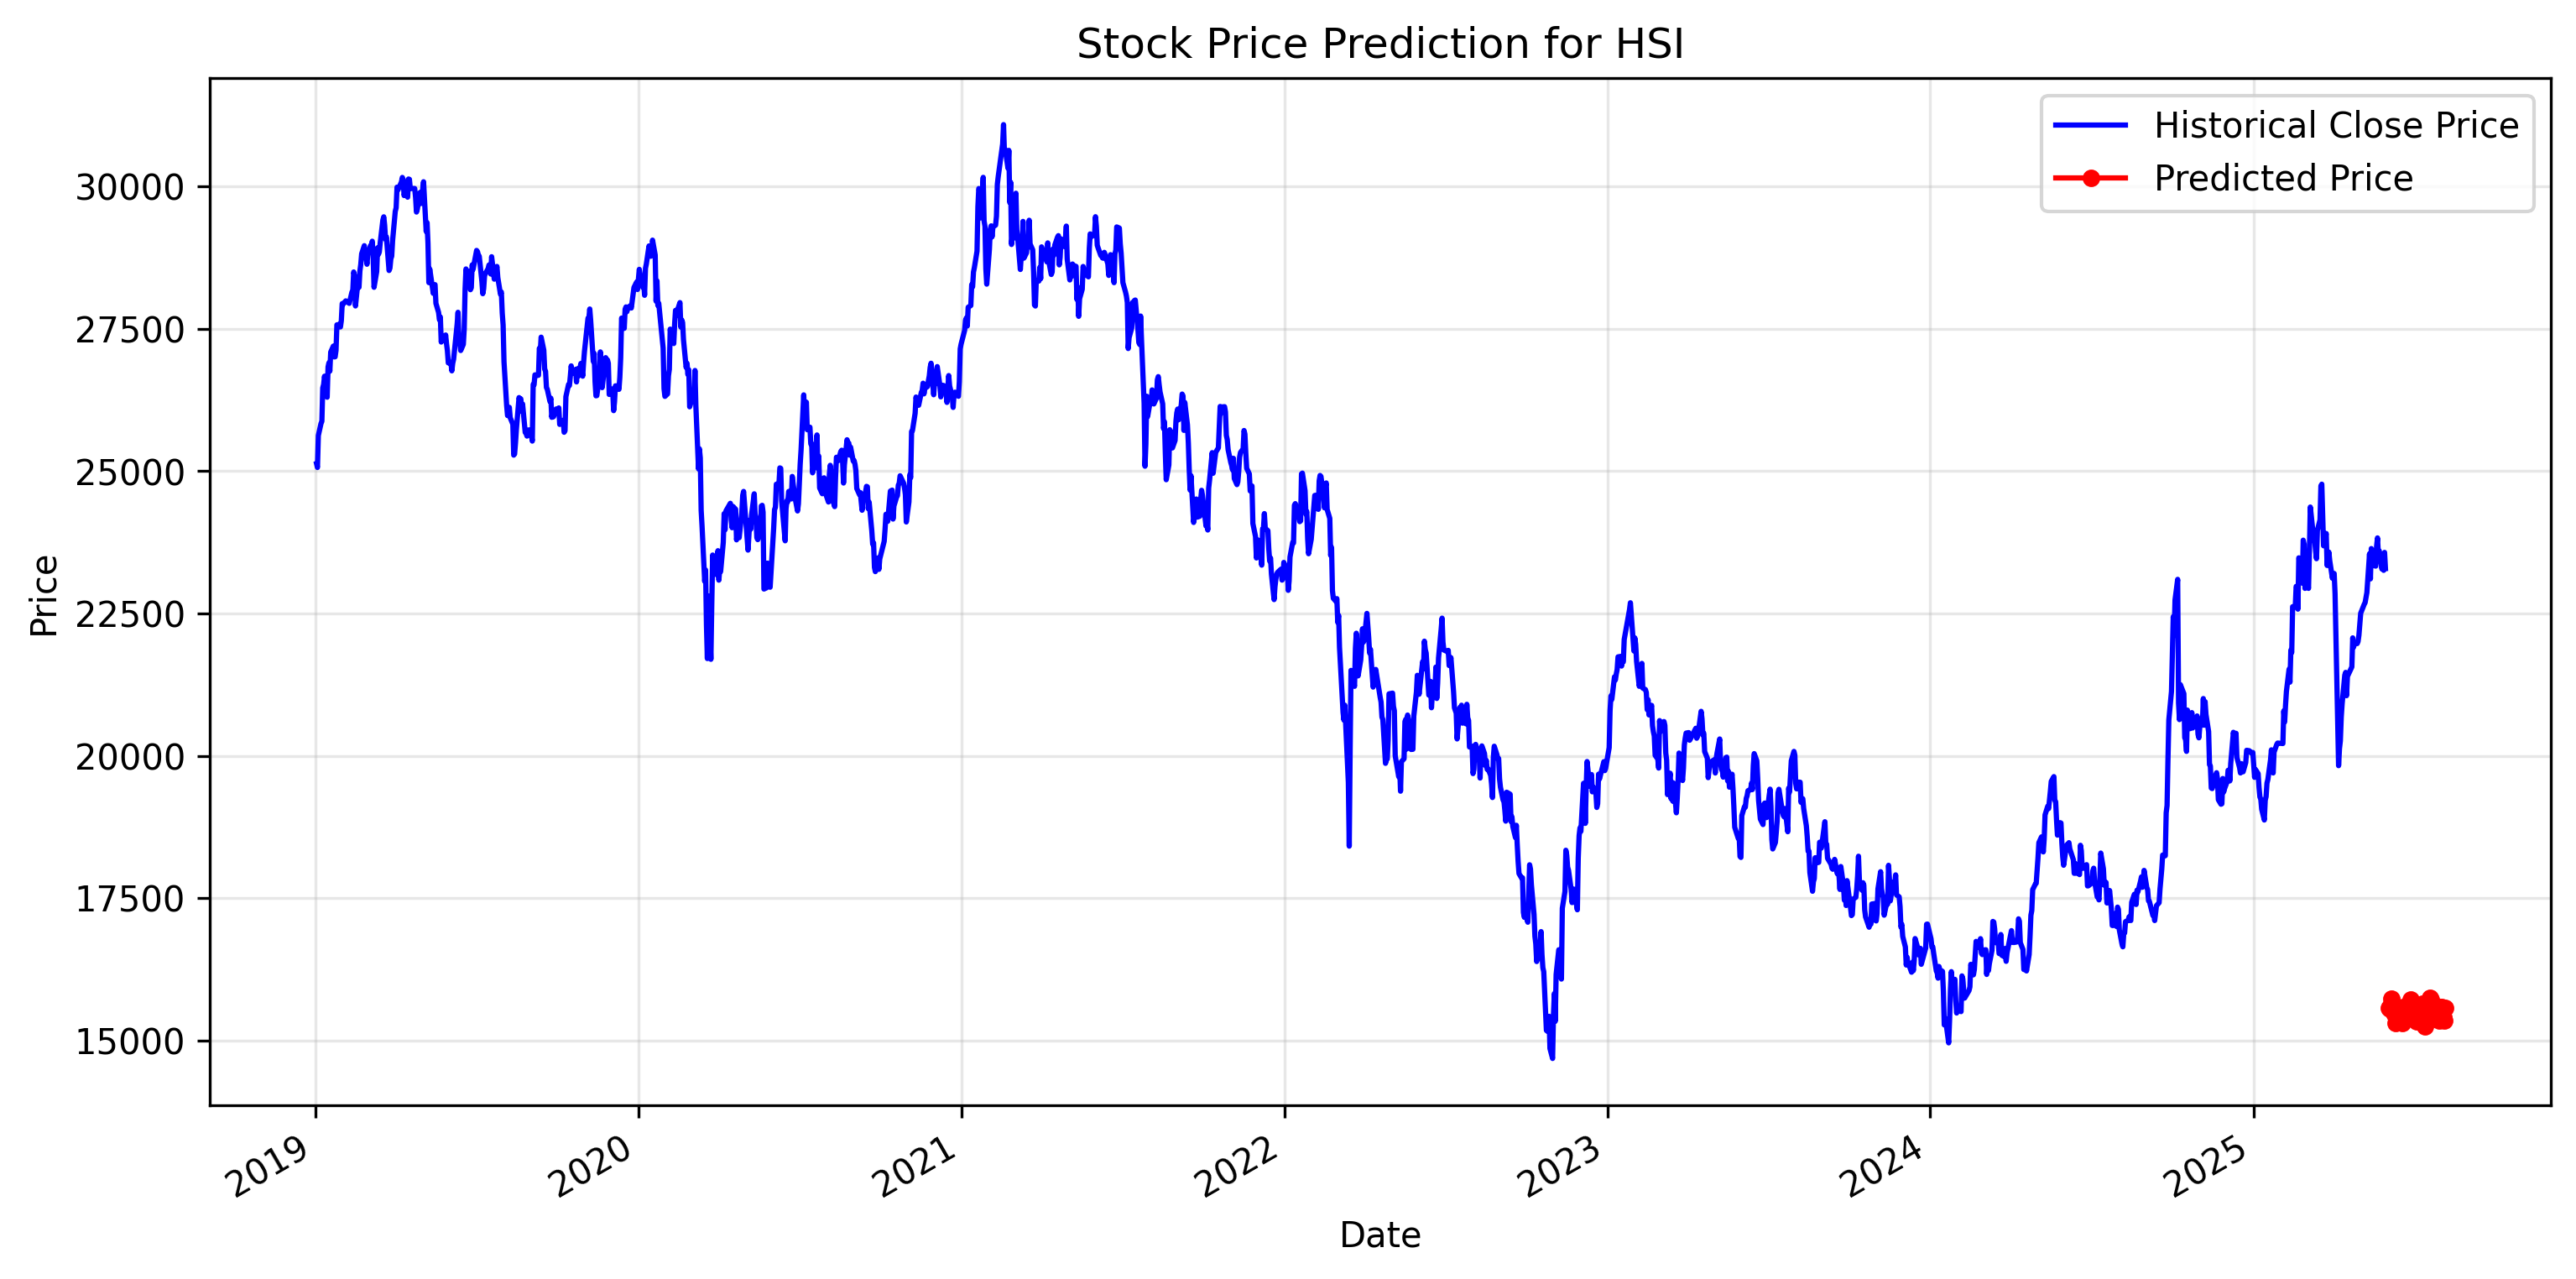 Stock Price Prediction for HSI
Historical Close Price
Predicted Price
Price
30000
27500
25000
22500
20000
17500
15000
2019
2020
2021
2022
2023
2024
2025
Date